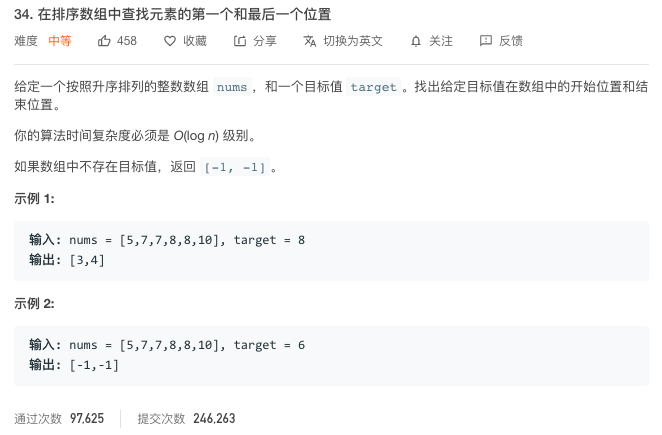 34. 在排序数组中查找元素的第一个和最后一个位置
难度 中等 458 收藏 分享 切换为英文 关注 反馈
给定一个按照升序排列的整数数组 nums，和一个目标值 target。找出给定目标值在数组中的开始位置和结
束位置。
你的算法时间复杂度必须是 O(log n) 级别。
如果数组中不存在目标值，返回 [-1, -1]。
示例 1:
输入: nums = [5,7,7,8,8,10], target = 8
输出: [3,4]
示例 2:
输入: nums = [5,7,7,8,8,10], target = 6
输出: [-1,-1]
通过次数 97,625 提交次数 246,263